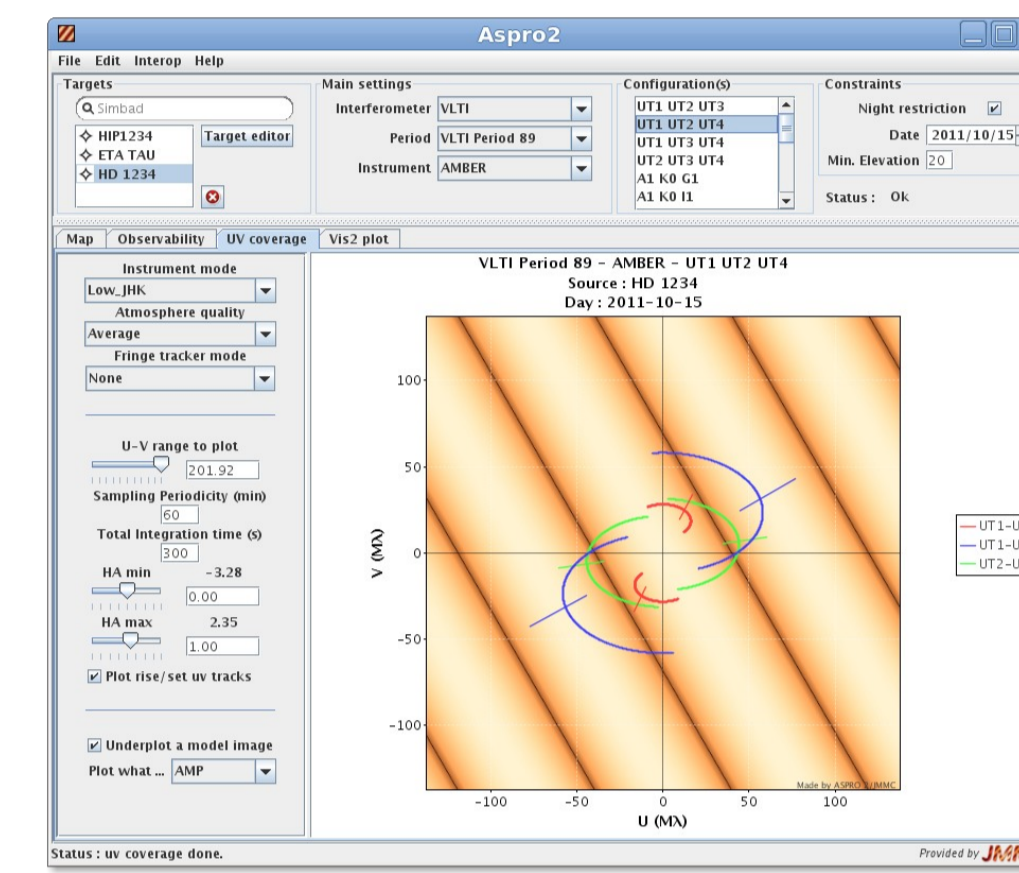 Aspro2
File Edit Interop Help
Targets
Simbad
HIP1234
ETA TAU
HD 1234
Target editor
Main settings
Interferometer VLTI
Period VLTI Period 89
Instrument AMBER
Configuration(s)
UT1 UT2 UT3
UT1 UT2 UT4
UT1 UT3 UT4
UT2 UT3 UT4
A1 K0 G1
A1 K0 I1
Constraints
Night restriction
Date 2011/10/15
Min. Elevation 20
Status : Ok
Map Observability UV coverage Vis2 plot
Instrument mode
Low_JHK
Atmosphere quality
Average
Fringe tracker mode
None
U-V range to plot
201.92
Sampling Periodicity (min)
60
Total Integration time (s)
300
HA min -3.28
0.00
HA max 2.35
1.00
Plot rise/set uv tracks
Underplot a model image
Plot what ... AMP
VLTI Period 89 - AMBER - UT1 UT2 UT4
Source : HD 1234
Day : 2011-10-15
100
50
0
-50
-100
V (Mλ)
-100 -50 0 50 100
U (Mλ)
Made by ASPRO 2/JMMC
UT1-U
UT1-U
UT2-U
Status : uv coverage done.
Provided by